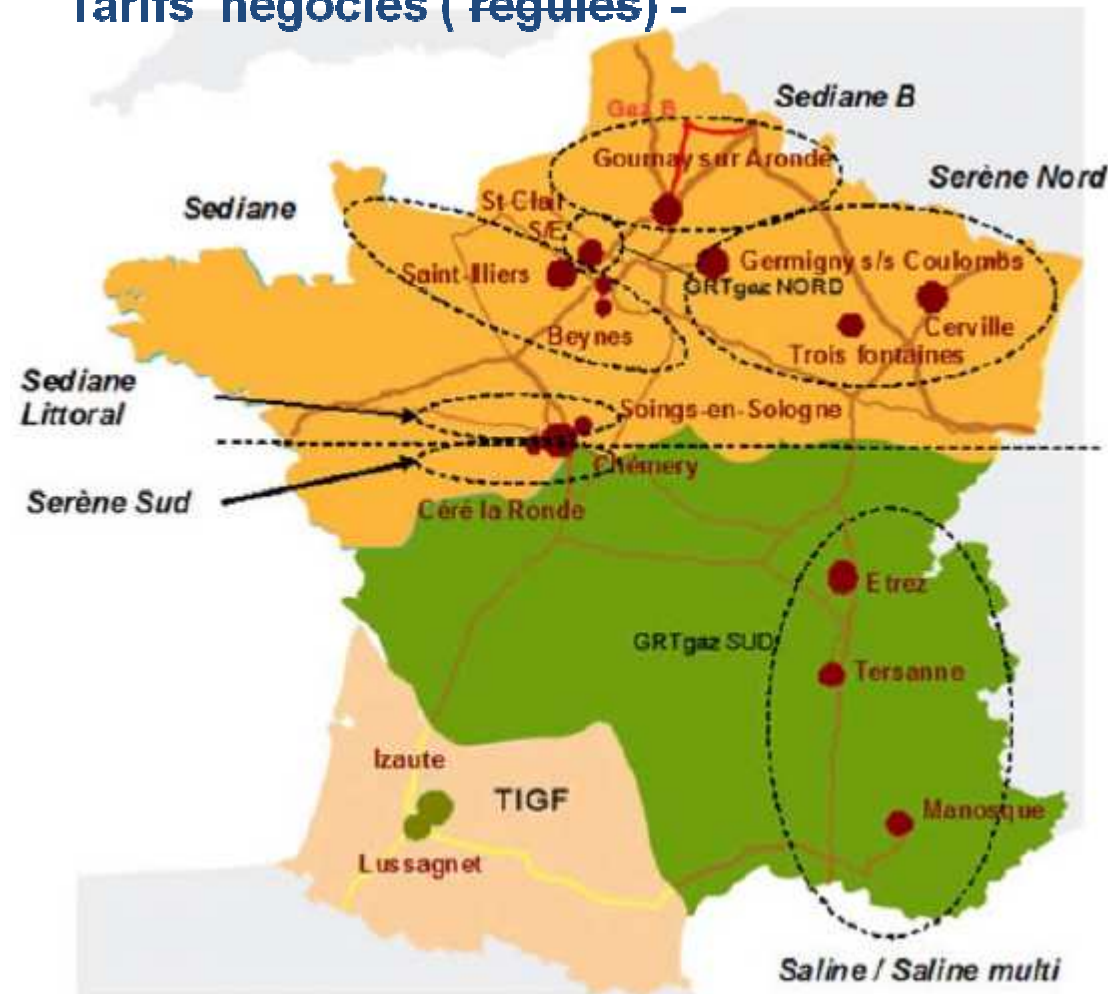 Tarifs négociés ( régulés) -
Sediane B
Gaz B
Gournay sur Aronde
Serène Nord
Sediane
St Clair
S/E
Saint-Illiers
Germigny s/s Coulombs
GRTgaz NORD
Cerville
Beynes
Trois fontaines
Sediane
Littoral
Soings-en-Sologne
Chémery
Serène Sud
Céré la Ronde
Etrez
GRTgaz SUD
Tersanne
Izaute
TIGF
Manosque
Lussagnet
Saline / Saline multi